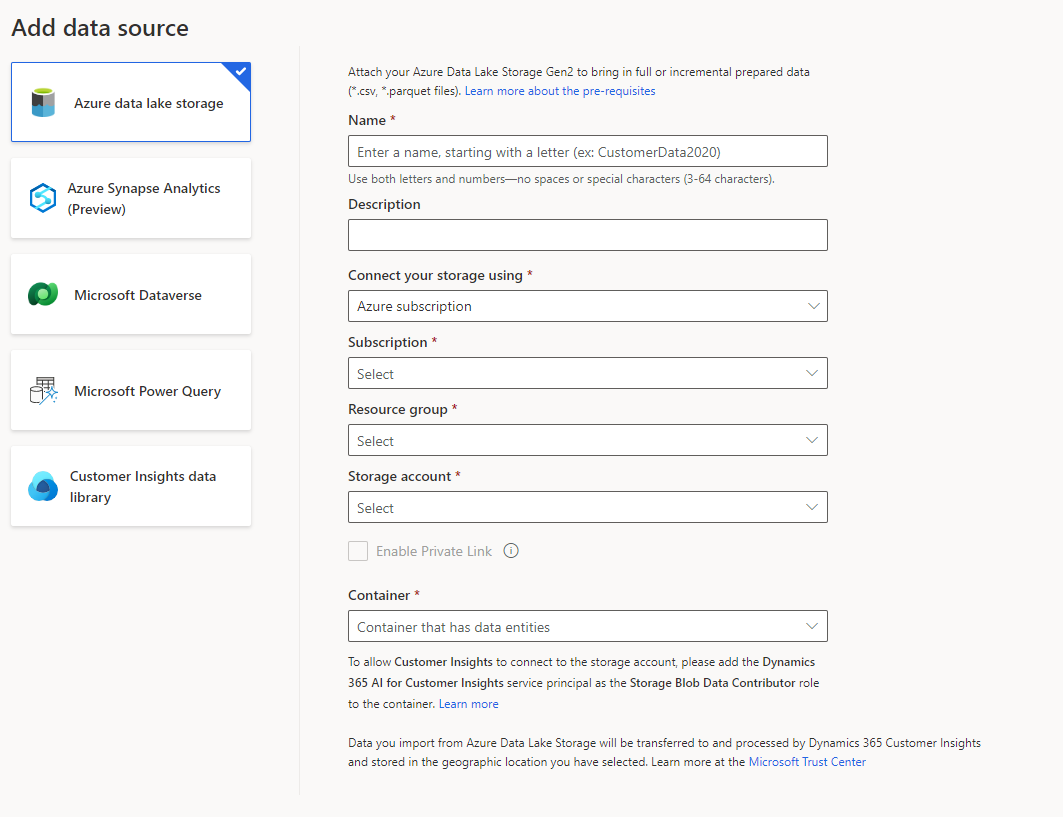 Add data source
Azure data lake storage
Azure Synapse Analytics
(Preview)
Microsoft Dataverse
Microsoft Power Query
Customer Insights data
library
Attach your Azure Data Lake Storage Gen2 to bring in full or incremental prepared data
(*.csv, *.parquet files). Learn more about the pre-requisites
Name *
Enter a name, starting with a letter (ex: CustomerData2020)
Use both letters and numbers—no spaces or special characters (3-64 characters).
Description
Connect your storage using *
Azure subscription
Subscription *
Select
Resource group *
Select
Storage account *
Select
Enable Private Link
Container *
Container that has data entities
To allow Customer Insights to connect to the storage account, please add the Dynamics
365 AI for Customer Insights service principal as the Storage Blob Data Contributor role
to the container. Learn more
Data you import from Azure Data Lake Storage will be transferred to and processed by Dynamics 365 Customer Insights
and stored in the geographic location you have selected. Learn more at the Microsoft Trust Center